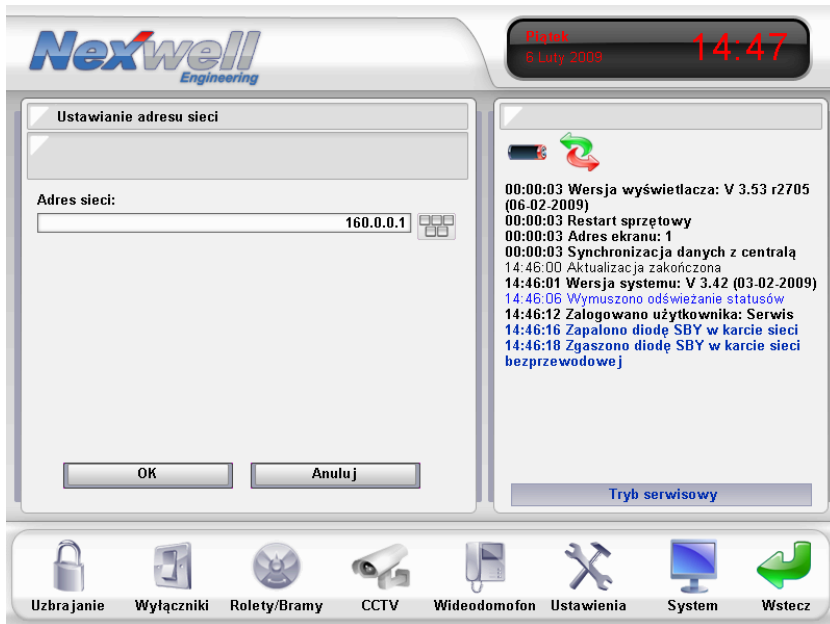 Nexwell
Engineering
Piątek
6 Luty 2009
14:47
Ustawianie adresu sieci
Adres sieci:
160.0.0.1
OK
Anuluj
00:00:03 Wersja wyświetlacza: V 3.53 r2705
(06-02-2009)
00:00:03 Restart sprzętowy
00:00:03 Adres ekranu: 1
00:00:03 Synchronizacja danych z centralą
14:46:00 Aktualizacja zakończona
14:46:01 Wersja systemu: V 3.42 (03-02-2009)
14:46:06 Wymuszono odświeżanie statusów
14:46:12 Zalogowano użytkownika: Serwis
14:46:16 Zapalono diodę SBY w karcie sieci
14:46:18 Zgaszono diodę SBY w karcie sieci
bezprzewodowej
Tryb serwisowy
Uzbrajanie
Wyłączniki
Rolety/Bramy
CCTV
Wideodomofon
Ustawienia
System
Wstecz